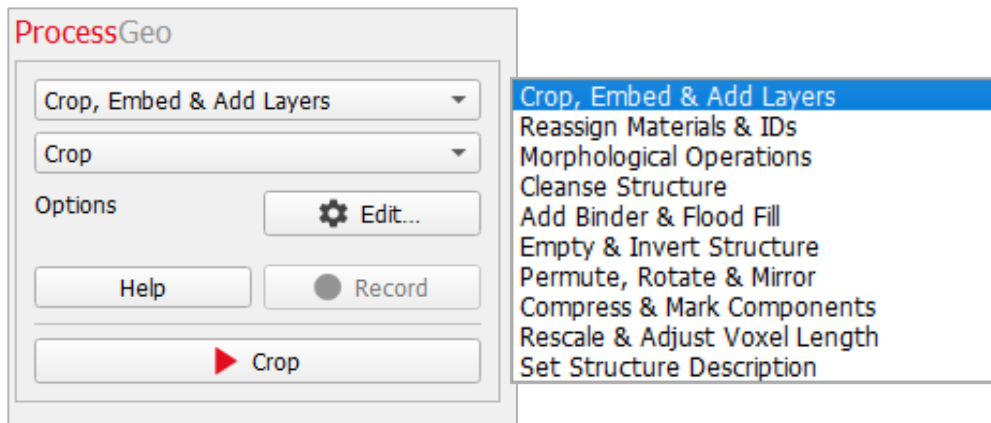 ProcessGeo
Crop, Embed & Add Layers
Crop
Options
Edit...
Help
Record
Crop
Crop, Embed & Add Layers
Reassign Materials & IDs
Morphological Operations
Cleanse Structure
Add Binder & Flood Fill
Empty & Invert Structure
Permute, Rotate & Mirror
Compress & Mark Components
Rescale & Adjust Voxel Length
Set Structure Description